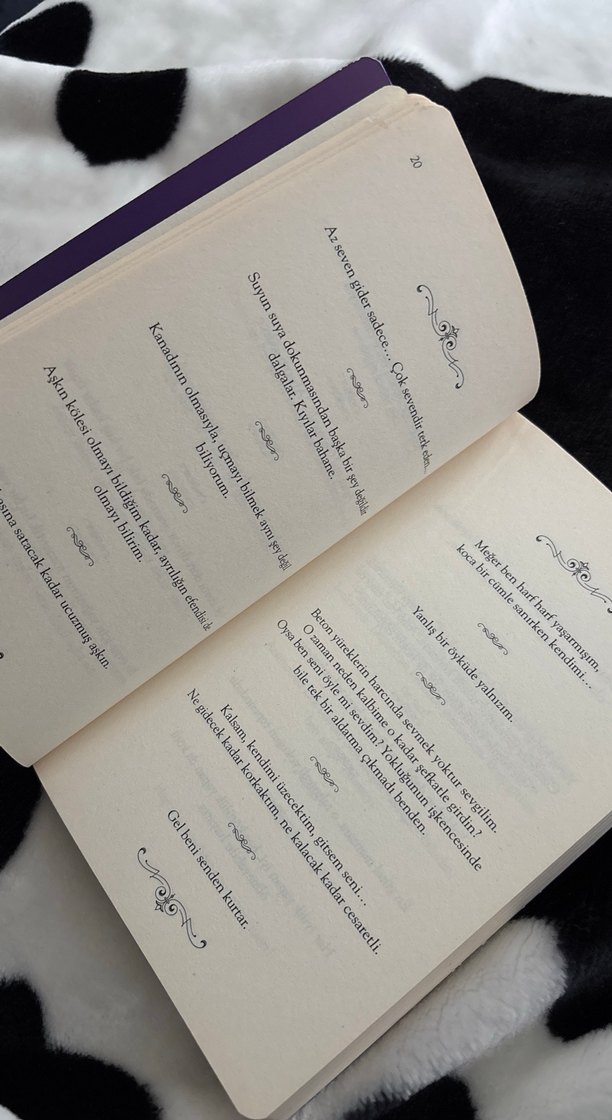 20
Az seven gider sadece... Çok sevendir terk eden...
Suyun suya dokunmasından başka bir şey değildir
dalgalar. Kıyılar bahane.
Kanadının olmasıyla, uçmayı bilmek aynı şey değil
biliyorum.
Aşkın kölesi olmayı bildiğim kadar, ayrılığın efendisi de
olmayı bilirim.
satacak kadar ucuzmuş aşkın.
Meğer ben harf harf yaşarmışım,
koca bir cümle sanırken kendimi...
Yanlış bir öyküde yalnızım.
Beton yüreklerin harcında sevmek yoktur sevgilim.
O zaman neden kalbime o kadar şefkatle girdin?
Oysa ben seni öyle mi sevdim? Yokluğunun işkencesinde
bile tek bir aldatma çıkmadı benden.
Kalsam, kendimi üzecektim, gitsem seni...
Ne gidecek kadar korkaktım, ne kalacak kadar cesaretli.
Gel beni senden kurtar.